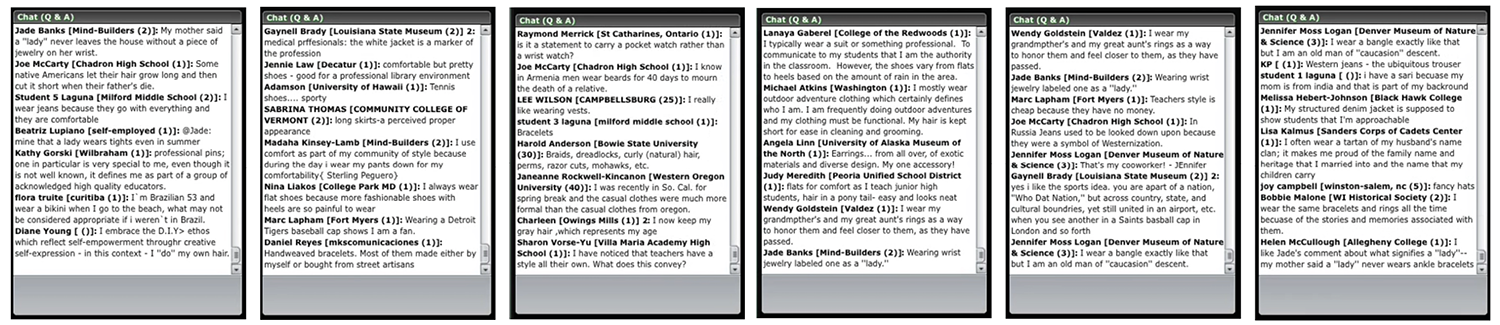 Chat (Q & A)
Jade Banks [Mind-Builders (2)]: My mother said
a "lady" never leaves the house without a piece of
jewelry on her wrist.
Joe McCarty [Chadron High School (1)]: Some
native Americans let their hair grow long and then
cut it short when their father's die.
Student 5 Laguna [Milford Middle School (2)]: I
wear jeans because they go with everything and
they are comfortable
Beatriz Lupiano [self-employed (1)]: @Jade:
mine that a lady wears tights even in summer
Kathy Gorski [Wilbraham (1)]: professional pins;
one in particular is very special to me, even though it
is not well known, it defines me as part of a group of
acknowledged high quality educators.
flora truite [curitiba (1)]: I`m Brazilian 53 and
wear a bikini when I go to the beach, what may not
be considered appropriate if i weren`t in Brazil.
Diane Young [ ()]: I embrace the D.I.Y> ethos
which reflect self-empowerment throughr creative
self-expression - in this context - I "do" my own hair.
Chat (Q & A)
Gaynell Brady [Louisiana State Museum (2)] 2:
medical prffesionals: the white jacket is a marker of
the profession
Jennie Law [Decatur (1)]: comfortable but pretty
shoes - good for a professional library environment
Adamson [University of Hawaii (1)]: Tennis
shoes.... sporty
SABRINA THOMAS [COMMUNITY COLLEGE OF
VERMONT (2)]: long skirts-a perceived proper
appearance
Madaha Kinsey-Lamb [Mind-Builders (2)]: I use
comfort as part of my community of style because
during the day i wear my pants down for my
comfortability{ Sterling Peguero}
Nina Liakos [College Park MD (1)]: I always wear
flat shoes because more fashionable shoes with
heels are so painful to wear
Marc Lapham [Fort Myers (1)]: Wearing a Detroit
Tigers baseball cap shows I am a fan.
Daniel Reyes [mkscomunicaciones (1)]:
Handweaved bracelets. Most of them made either by
myself or bought from street artisans
Chat (Q & A)
Raymond Merrick [St Catharines, Ontario (1)]:
is it a statement to carry a pocket watch rather than
a wrist watch?
Joe McCarty [Chadron High School (1)]: I know
in Armenia men wear beards for 40 days to mourn
the death of a relative.
LEE WILSON [CAMPBELLSBURG (25)]: I really
like wearing vests.
student 3 laguna [milford middle school (1)]:
Bracelets
Harold Anderson [Bowie State University
(30)]: Braids, dreadlocks, curly (natural) hair,
perms, razor cuts, mohawks, etc.
Janeanne Rockwell-Kincanon [Western Oregon
University (40)]: I was recently in So. Cal. for
spring break and the casual clothes were much more
formal than the casual clothes from oregon.
Charleen [Owings Mills (1)] 2: I now keep my
gray hair ,which represents my age
Sharon Vorse-Yu [Villa Maria Academy High
School (1)]: I have noticed that teachers have a
style all their own. What does this convey?
Chat (Q & A)
Lanaya Gaberel [College of the Redwoods (1)]:
I typically wear a suit or something professional. To
communicate to my students that I am the authority
in the classroom. However, the shoes vary from flats
to heels based on the amount of rain in the area.
Michael Atkins [Washington (1)]: I mostly wear
outdoor adventure clothing which certainly defines
who I am. I am frequently doing outdoor adventures
and my clothing must be functional. My hair is kept
short for ease in cleaning and grooming.
Angela Linn [University of Alaska Museum of
the North (1)]: Earrings... from all over, of exotic
materials and diverse design. My one accessory!
Judy Meredith [Peoria Unified School District
(1)]: flats for comfort as I teach junior high
students, hair in a pony tail- easy and looks neat
Wendy Goldstein [Valdez (1)]: I wear my
grandmpther's and my great aunt's rings as a way
to honor them and feel closer to them, as they have
passed.
Jade Banks [Mind-Builders (2)]: Wearing wrist
jewelry labeled one as a "lady."
Chat (Q & A)
Wendy Goldstein [Valdez (1)]: I wear my
grandmpther's and my great aunt's rings as a way
to honor them and feel closer to them, as they have
passed.
Jade Banks [Mind-Builders (2)]: Wearing wrist
jewelry labeled one as a "lady."
Marc Lapham [Fort Myers (1)]: Teachers style is
cheap because they have no money.
Joe McCarty [Chadron High School (1)]: In
Russia Jeans used to be looked down upon because
they were a symbol of Westernization.
Jennifer Moss Logan [Denver Museum of Nature
& Science (3)]: That's my cooworker! - JEnnifer
Gaynell Brady [Louisiana State Museum (2)] 2:
yes i like the sports idea. you are apart of a nation,
"Who Dat Nation," but across country, state, and
cultural boundries, yet still united in an airport, etc.
when you see another in a Saints basball cap in
London and so forth
Jennifer Moss Logan [Denver Museum of Nature
& Science (3)]: I wear a bangle exactly like that
but I am an old man of "caucasion" descent.
Chat (Q & A)
Jennifer Moss Logan [Denver Museum of Nature
& Science (3)]: I wear a bangle exactly like that
but I am an old man of "caucasion" descent.
KP [ (1)]: Western jeans - the ubiquitous trouser
student 1 laguna [ ()]: i have a sari becuase my
mom is from india and that is part of my backround
Melissa Hebert-Johnson [Black Hawk College
(1)]: My structured denim jacket is supposed to
show students that I'm approachable
Lisa Kalmus [Sanders Corps of Cadets Center
(1)]: I often wear a tartan of my husband's name
clan; it makes me proud of the family name and
heritage that I married into and the name that my
children carry
joy campbell [winston-salem, nc (5)]: fancy hats
Bobbie Malone [WI Historical Society (2)]: I
wear the same bracelets and rings all the time
becuase of the stories and memories associated with
them.
Helen McCullough [Allegheny College (1)]: I
like Jade's comment about what signifies a "lady"--
my mother said a "lady" never wears ankle bracelets